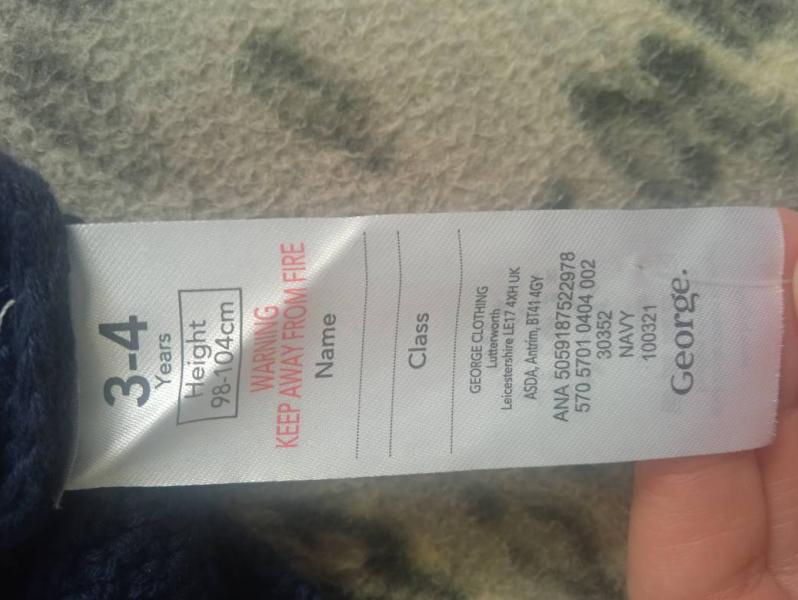 3-4
Years
Height
98-104cm
WARNING
KEEP AWAY FROM FIRE
Name
Class
GEORGE CLOTHING
Lutterworth
Leicestershire LE17 4XH UK
ASDA, Antrim, BT41 4GY
ANA 5059187522978
570 5701 0404 002
30352
NAVY
100321
George.